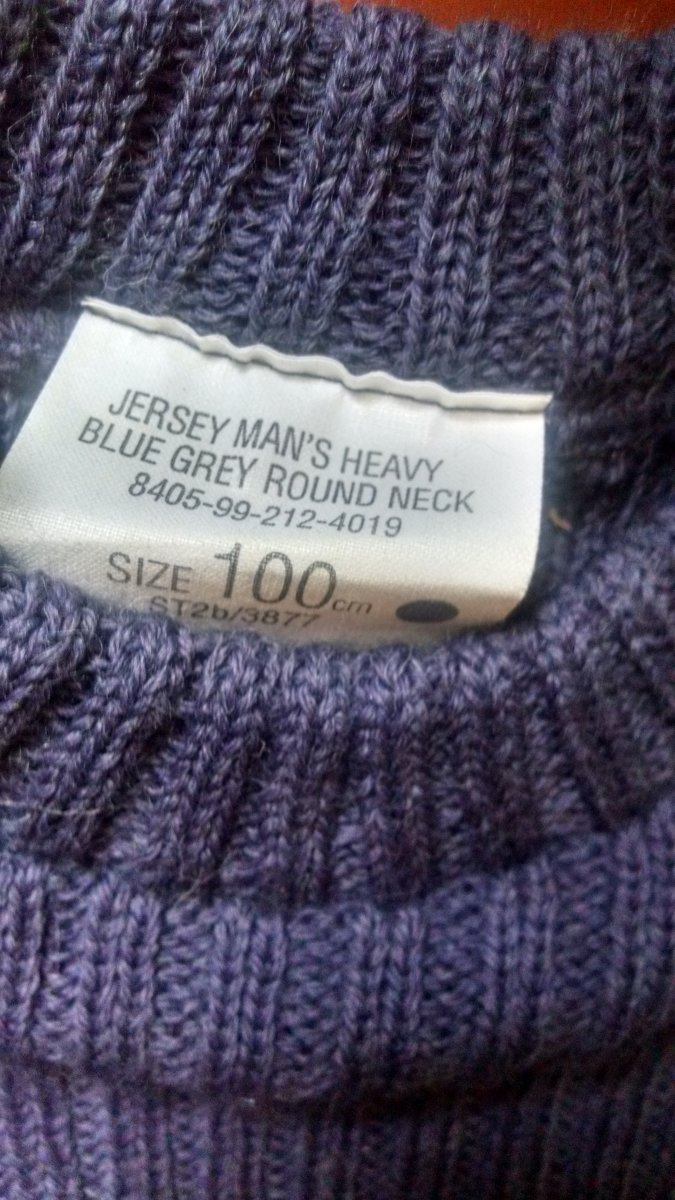 JERSEY MAN'S HEAVY
BLUE GREY ROUND NECK
8405-99-212-4019
SIZE 100cm
ST2b/3877